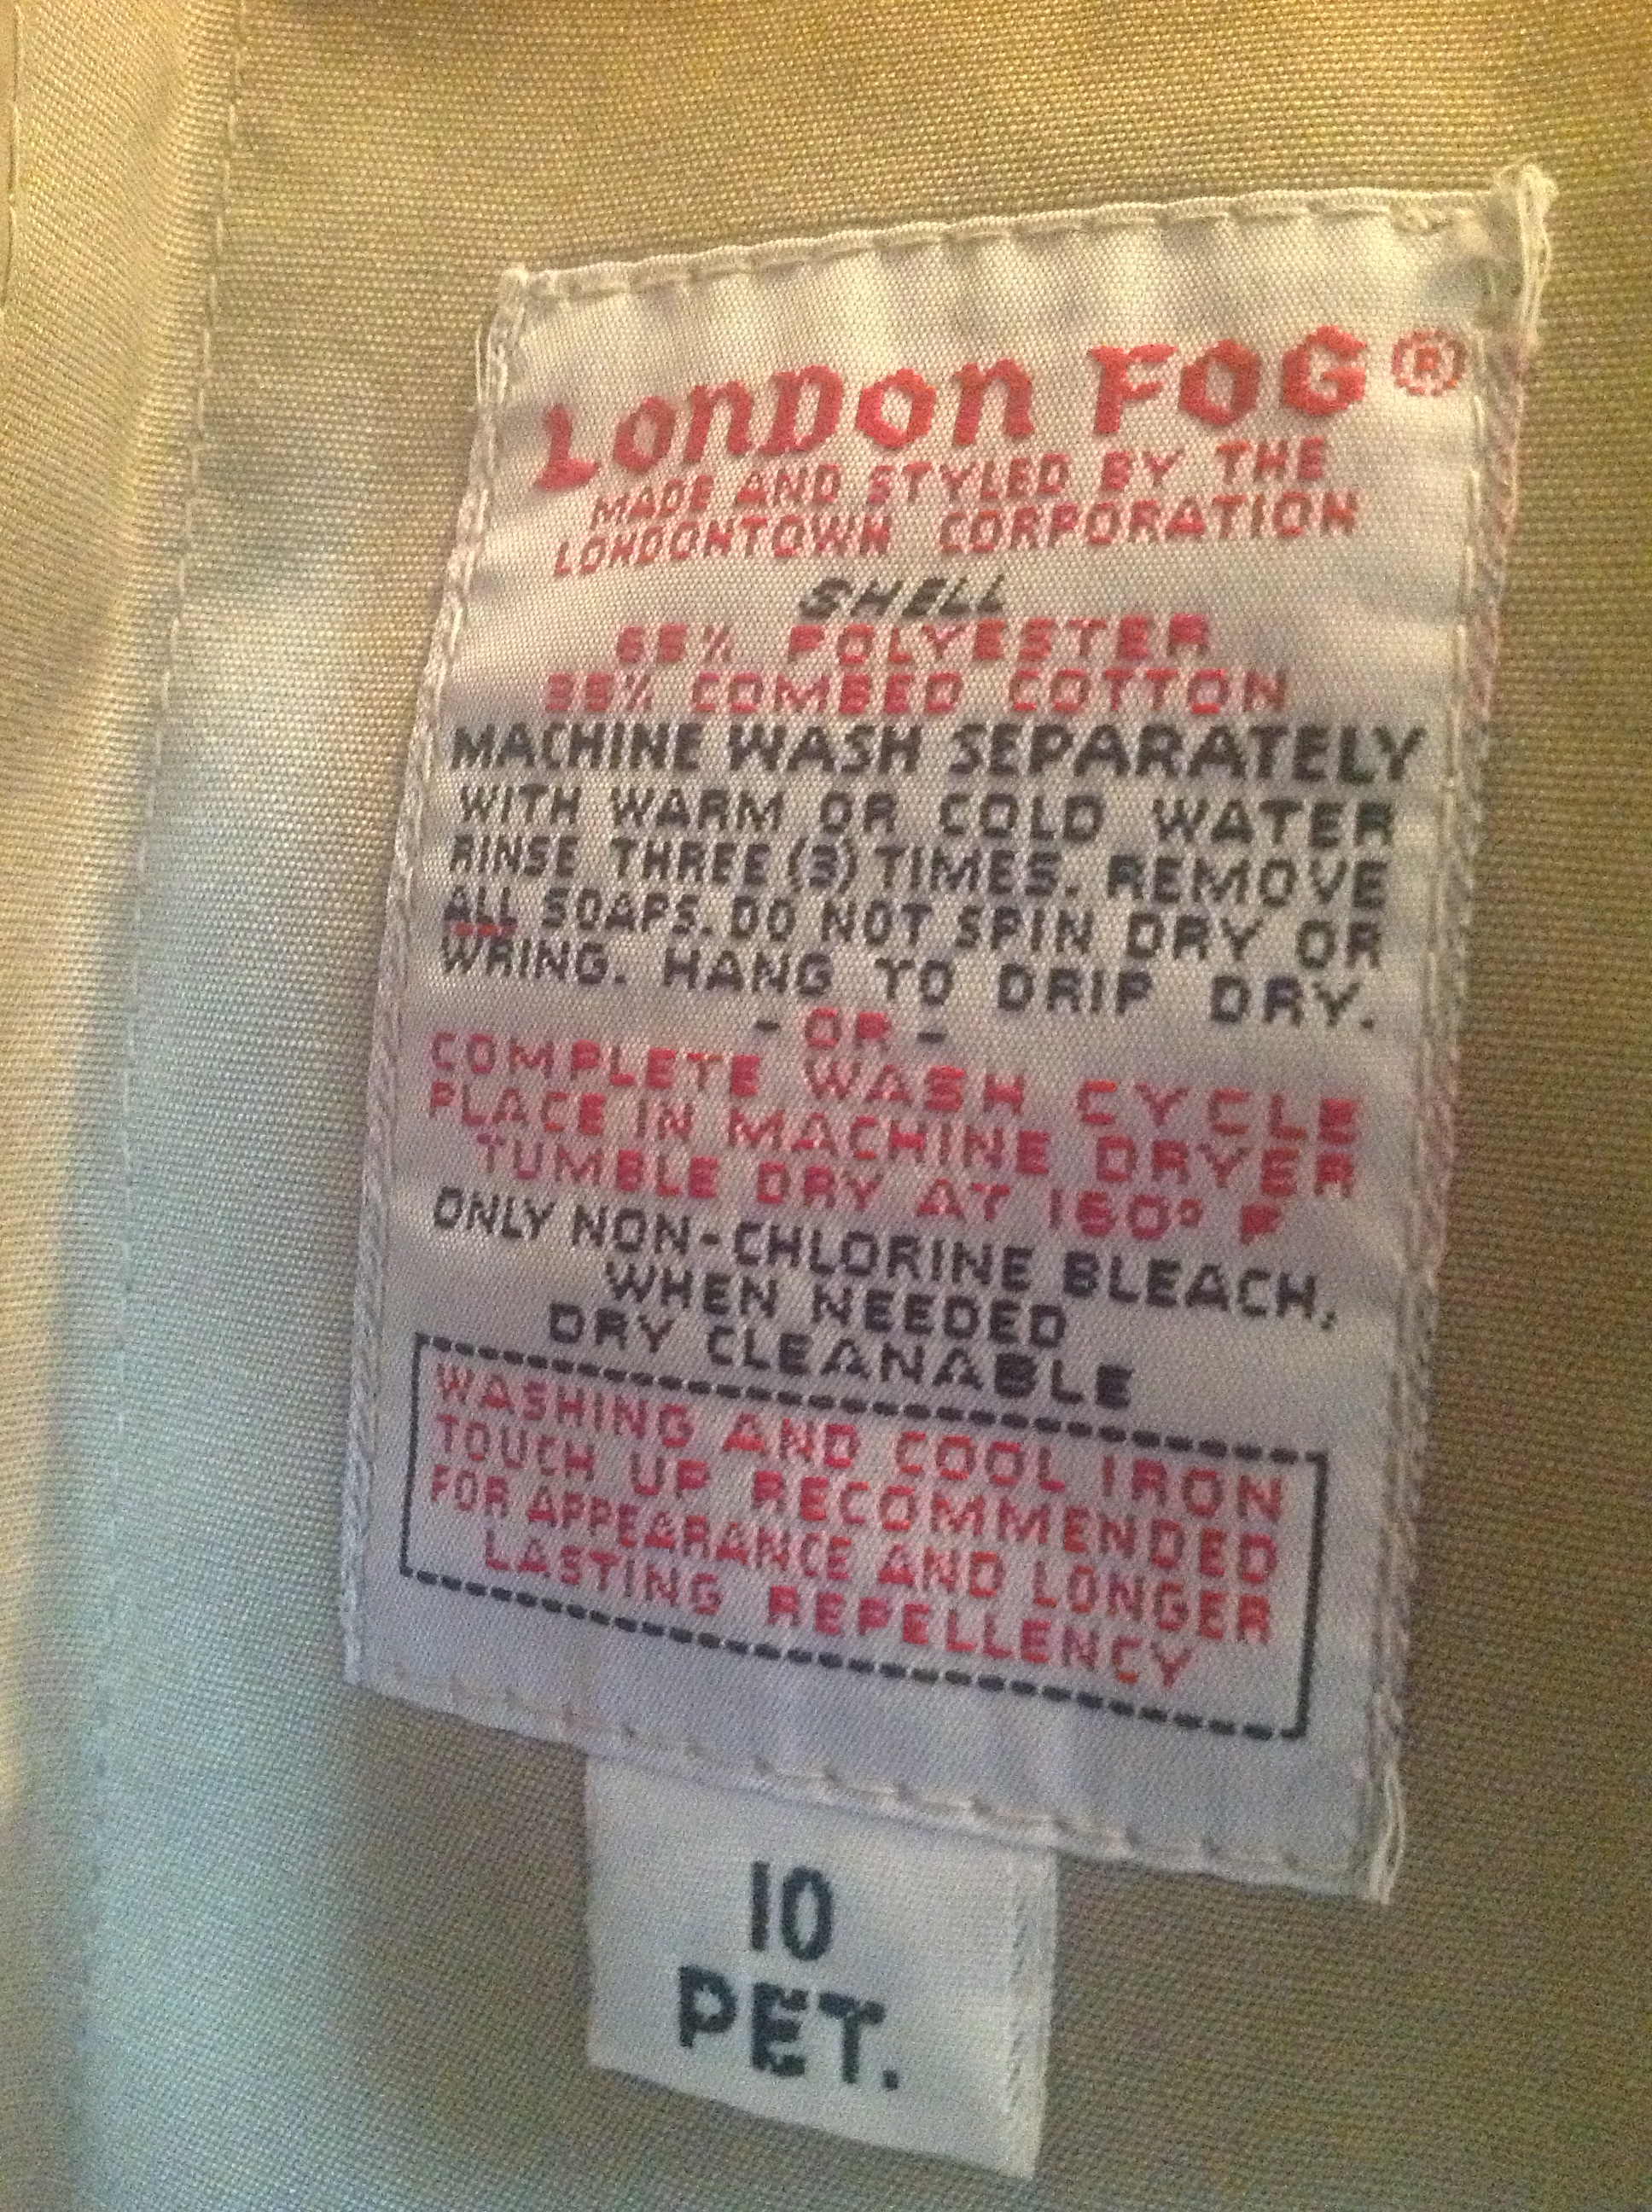 LONDON FOG ®
MADE AND STYLED BY THE
LONDONTOWN CORPORATION
SHELL
65% POLYESTER
35% COMBED COTTON
MACHINE WASH SEPARATELY
WITH WARM OR COLD WATER
RINSE THREE (3) TIMES. REMOVE
ALL SOAPS. DO NOT SPIN DRY OR
WRING. HANG TO DRIP DRY.
- OR -
COMPLETE WASH CYCLE
PLACE IN MACHINE DRYER
TUMBLE DRY AT 160° F
ONLY NON-CHLORINE BLEACH,
WHEN NEEDED
DRY CLEANABLE
WASHING AND COOL IRON
TOUCH UP RECOMMENDED
FOR APPEARANCE AND LONGER
LASTING REPELLENCY
10
PET.